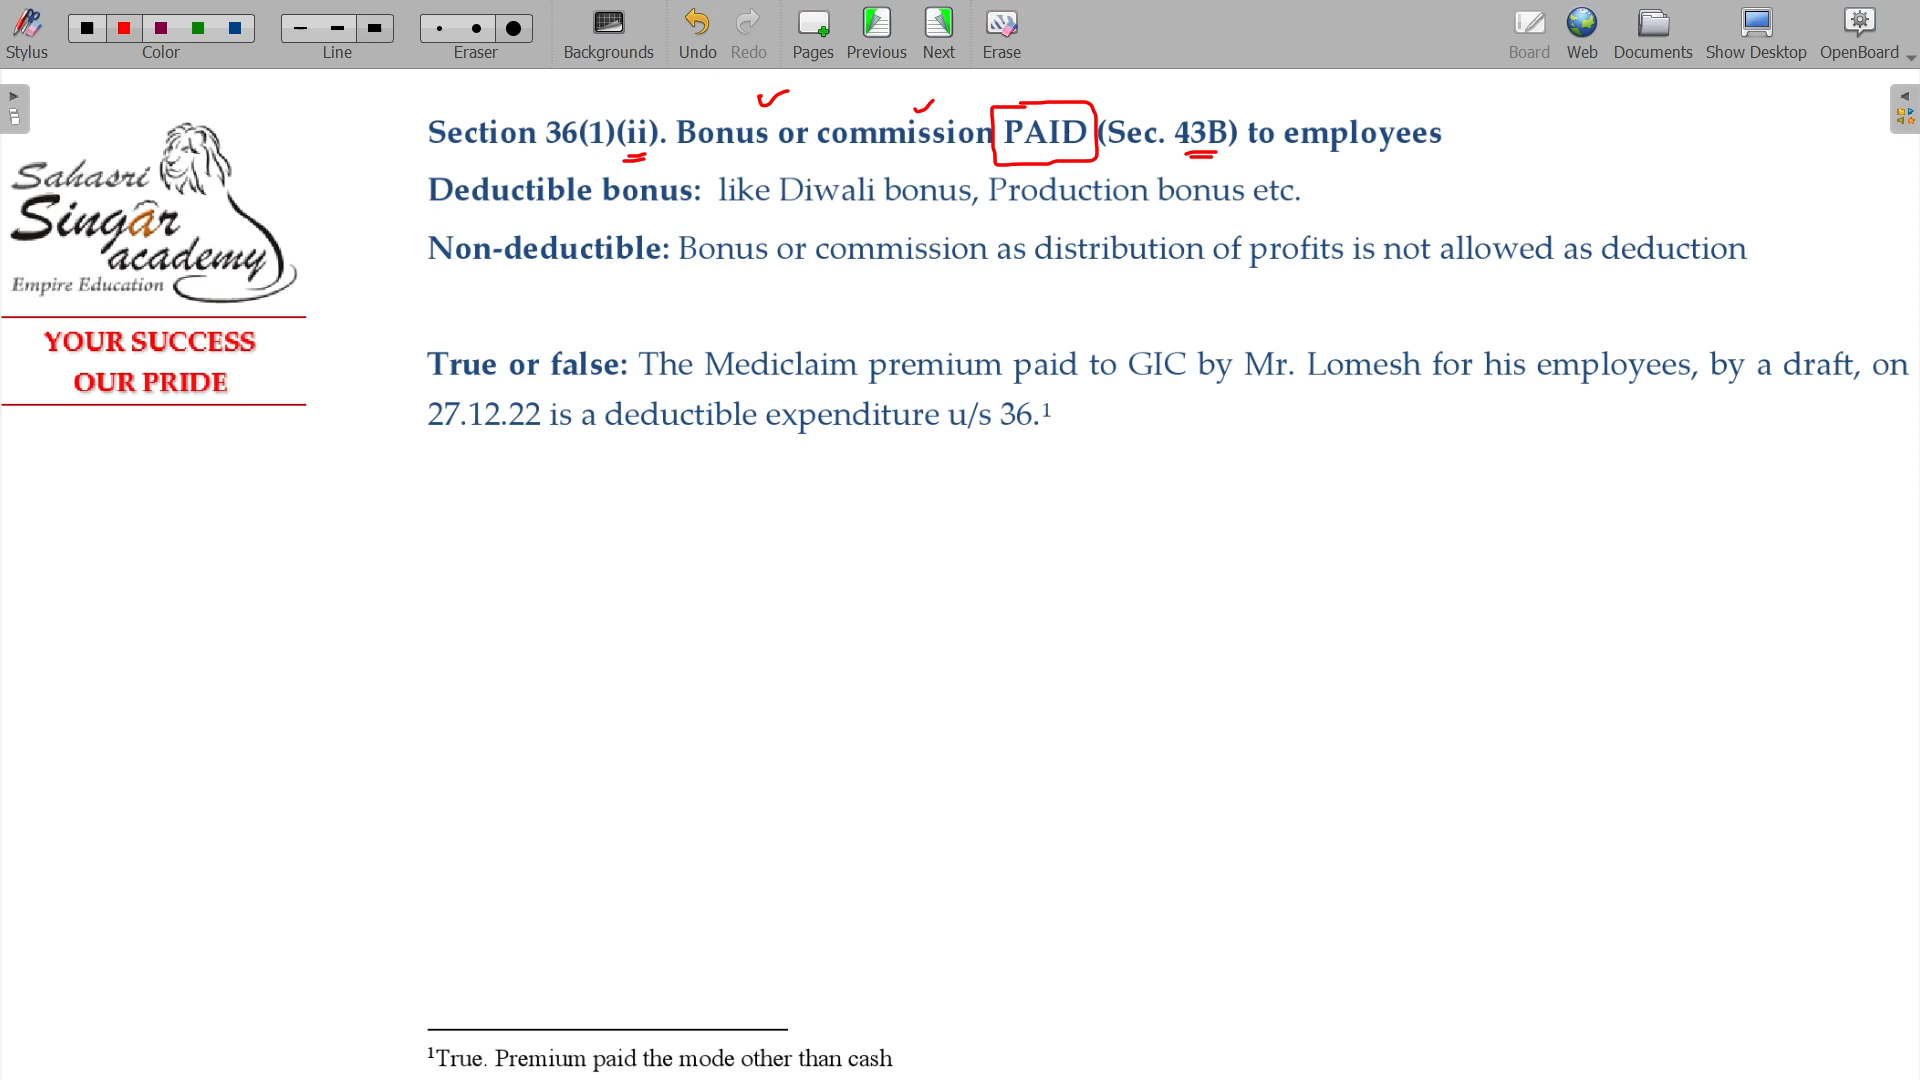 Stylus
Color
Line
Eraser
Backgrounds
Undo
Redo
Pages
Previous
Next
Erase
Board
Web
Documents
Show Desktop
OpenBoard
Sahasri
Singar
academy
Empire Education
YOUR SUCCESS
OUR PRIDE
Section 36(1)(ii). Bonus or commission PAID (Sec. 43B) to employees
Deductible bonus: like Diwali bonus, Production bonus etc.
Non-deductible: Bonus or commission as distribution of profits is not allowed as deduction
True or false: The Mediclaim premium paid to GIC by Mr. Lomesh for his employees, by a draft, on
27.12.22 is a deductible expenditure u/s 36.¹
¹True. Premium paid the mode other than cash